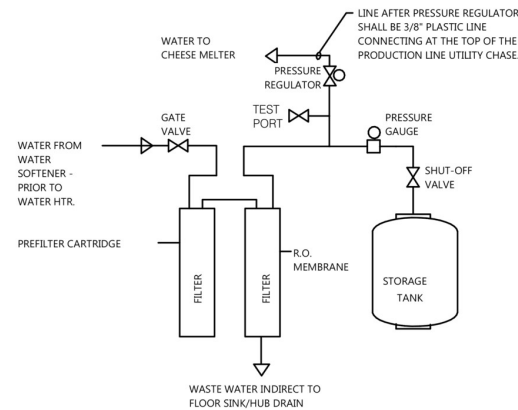 LINE AFTER PRESSURE REGULATOR
SHALL BE 3/8" PLASTIC LINE
CONNECTING AT THE TOP OF THE
PRODUCTION LINE UTILITY CHASE.
WATER TO
CHEESE MELTER
PRESSURE
REGULATOR
TEST
PORT
GATE
VALVE
PRESSURE
GAUGE
WATER FROM
WATER
SOFTENER -
PRIOR TO
WATER HTR.
SHUT-OFF
VALVE
PREFILTER CARTRIDGE
R.O.
MEMBRANE
FILTER
FILTER
STORAGE
TANK
WASTE WATER INDIRECT TO
FLOOR SINK/HUB DRAIN